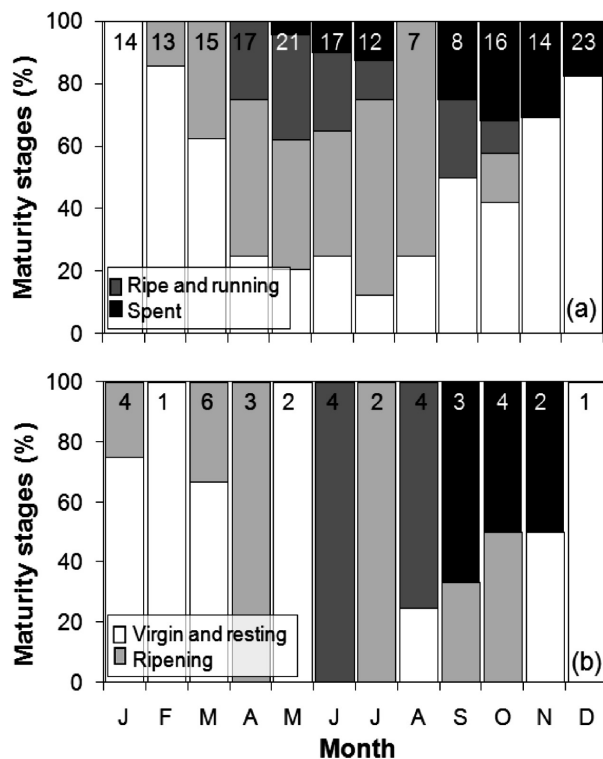 Maturity stages (%)
100
80
60
40
20
0
14 13 15 17 21 17 12 7 8 16 14 23
Ripe and running
Spent
(a)
Maturity stages (%)
100
80
60
40
20
0
4 1 6 3 2 4 2 4 3 4 2 1
Virgin and resting
Ripening
(b)
J F M A M J J A S O N D
Month